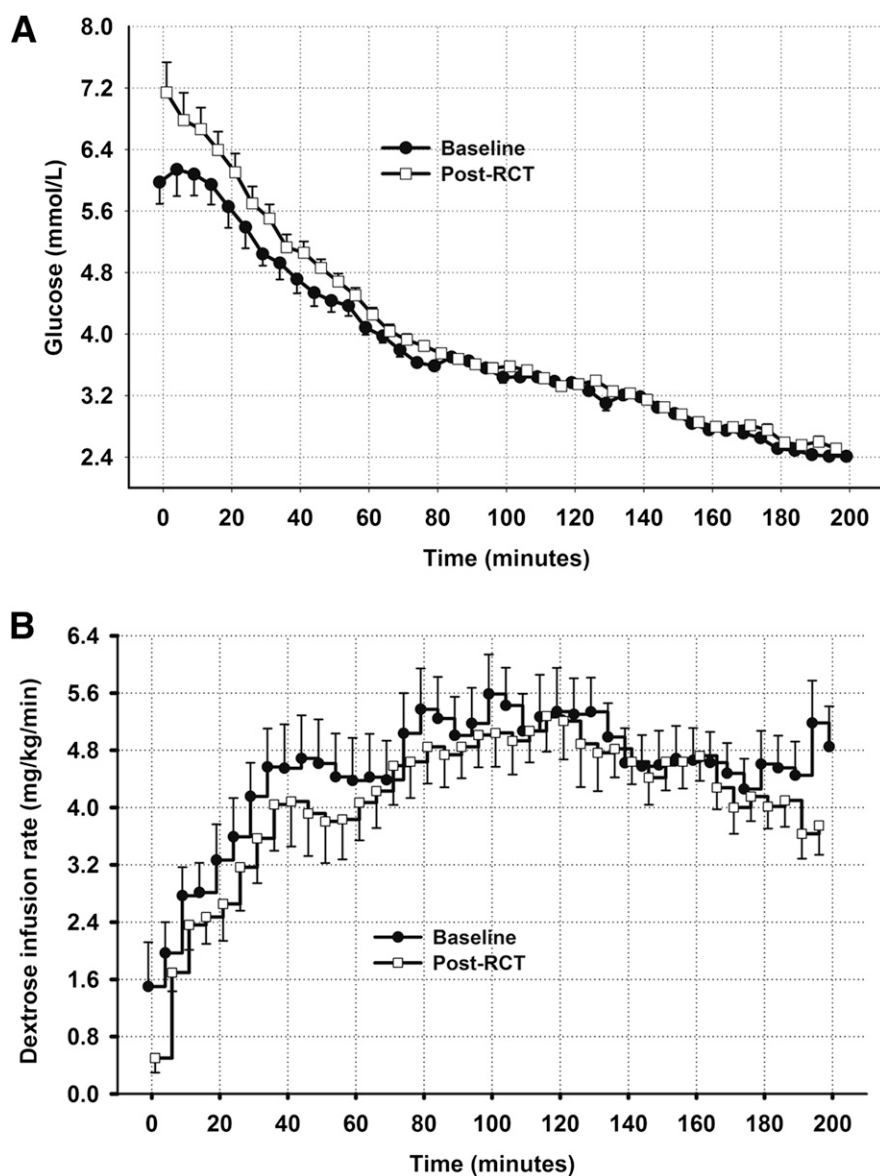 A
8.0
7.2
6.4
5.6
4.8
4.0
3.2
2.4
Glucose (mmol/L)
Baseline
Post-RCT
0 20 40 60 80 100 120 140 160 180 200
Time (minutes)
B
6.4
5.6
4.8
4.0
3.2
2.4
1.6
0.8
0.0
Dextrose infusion rate (mg/kg/min)
Baseline
Post-RCT
0 20 40 60 80 100 120 140 160 180 200
Time (minutes)